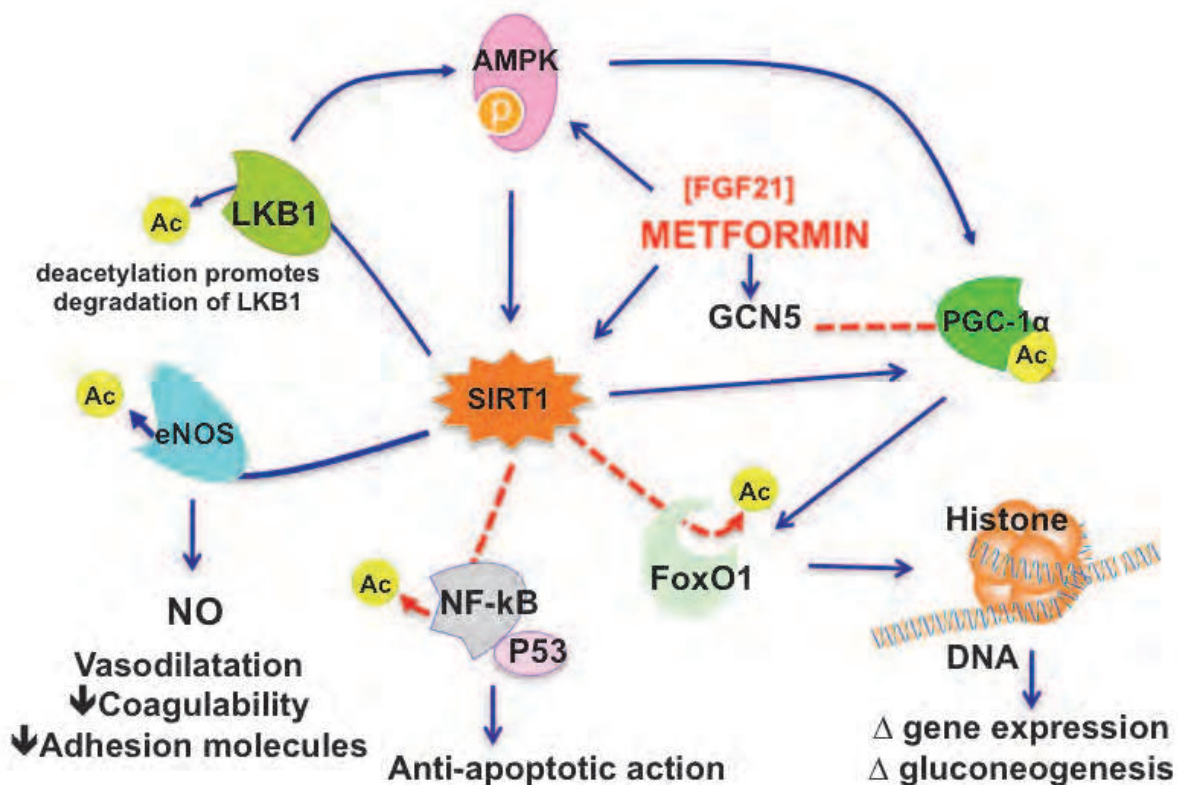 AMPK
p
[FGF21]
METFORMIN
LKB1
Ac
deacetylation promotes
degradation of LKB1
GCN5
PGC-1α
Ac
SIRT1
Ac
eNOS
Ac
Histone
FoxO1
Ac
NF-kB
P53
NO
DNA
Vasodilatation
🡇Coagulability
🡇Adhesion molecules
Anti-apoptotic action
Δ gene expression
Δ gluconeogenesis